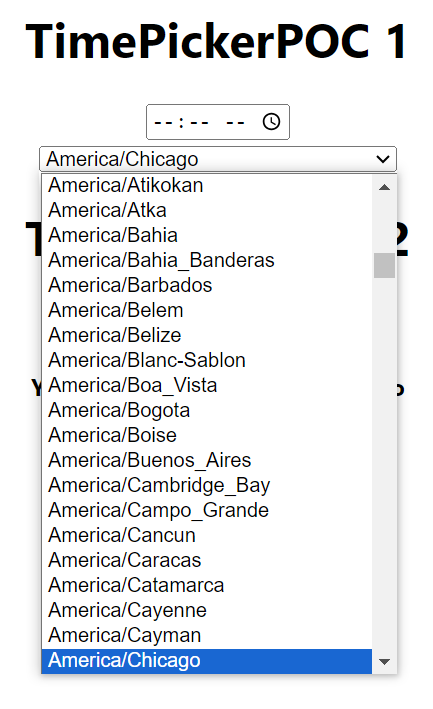 TimePickerPOC 1
--:-- --
America/Chicago
America/Atikokan
America/Atka
America/Bahia
America/Bahia_Banderas
America/Barbados
America/Belem
America/Belize
America/Blanc-Sablon
America/Boa_Vista
America/Bogota
America/Boise
America/Buenos_Aires
America/Cambridge_Bay
America/Campo_Grande
America/Cancun
America/Caracas
America/Catamarca
America/Cayenne
America/Cayman
America/Chicago